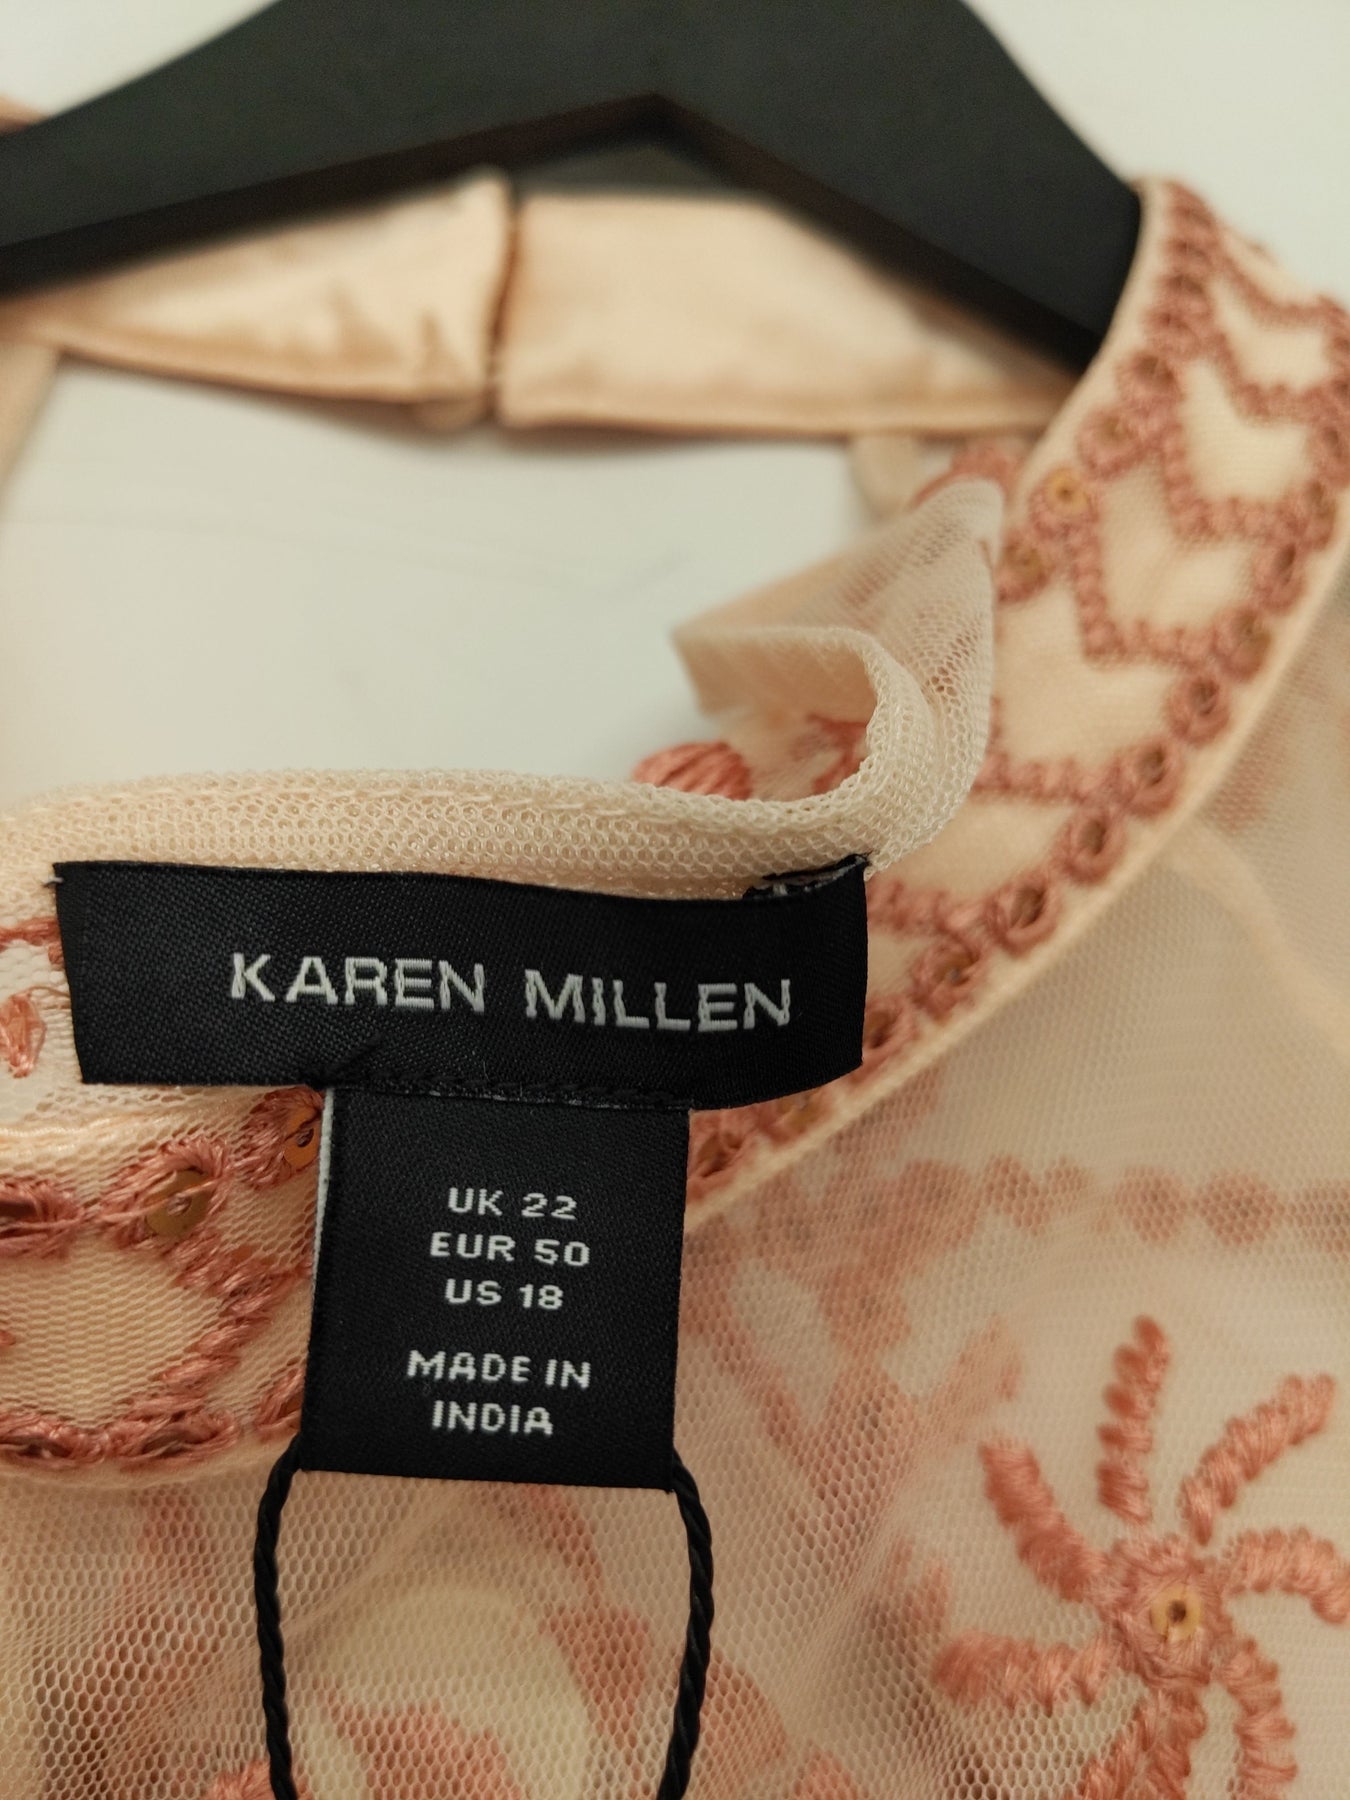 KAREN MILLEN
UK 22
EUR 50
US 18
MADE IN
INDIA